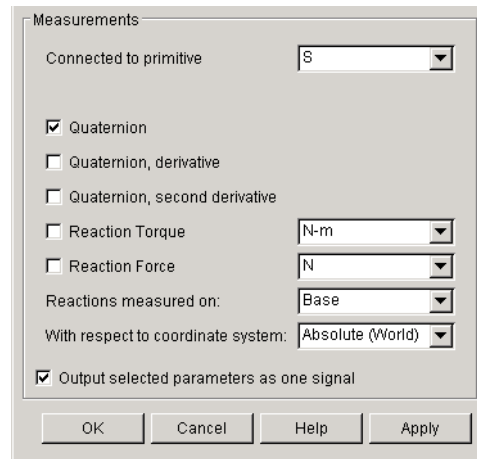 Measurements
Connected to primitive S
Quaternion
Quaternion, derivative
Quaternion, second derivative
Reaction Torque N-m
Reaction Force N
Reactions measured on: Base
With respect to coordinate system: Absolute (World)
Output selected parameters as one signal
OK Cancel Help Apply